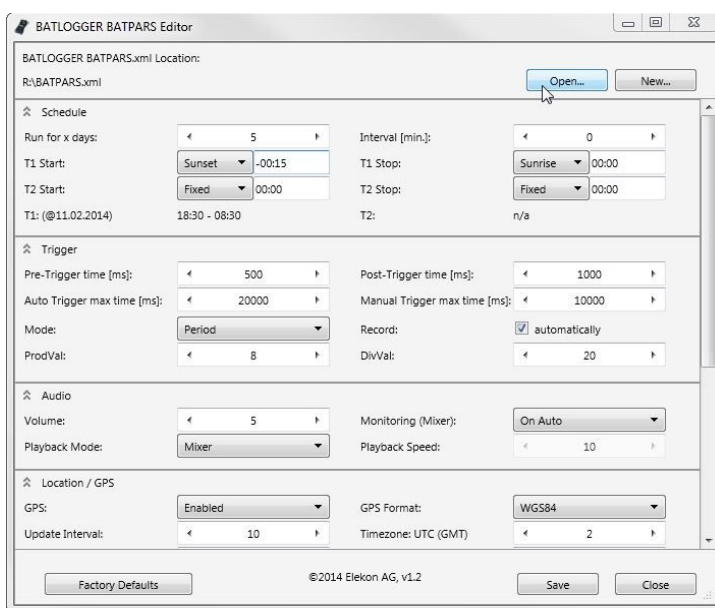 BATLOGGER BATPARS Editor
BATLOGGER BATPARS.xml Location:
R:\BATPARS.xml Open... New...
Schedule
Run for x days: 5 Interval [min.]: 0
T1 Start: Sunset -00:15 T1 Stop: Sunrise 00:00
T2 Start: Fixed 00:00 T2 Stop: Fixed 00:00
T1: (@11.02.2014) 18:30 - 08:30 T2: n/a
Trigger
Pre-Trigger time [ms]: 500 Post-Trigger time [ms]: 1000
Auto Trigger max time [ms]: 20000 Manual Trigger max time [ms]: 10000
Mode: Period Record: automatically
ProdVal: 8 DivVal: 20
Audio
Volume: 5 Monitoring (Mixer): On Auto
Playback Mode: Mixer Playback Speed: 10
Location / GPS
GPS: Enabled GPS Format: WGS84
Update Interval: 10 Timezone: UTC (GMT) 2
Factory Defaults ©2014 Elekon AG, v1.2 Save Close